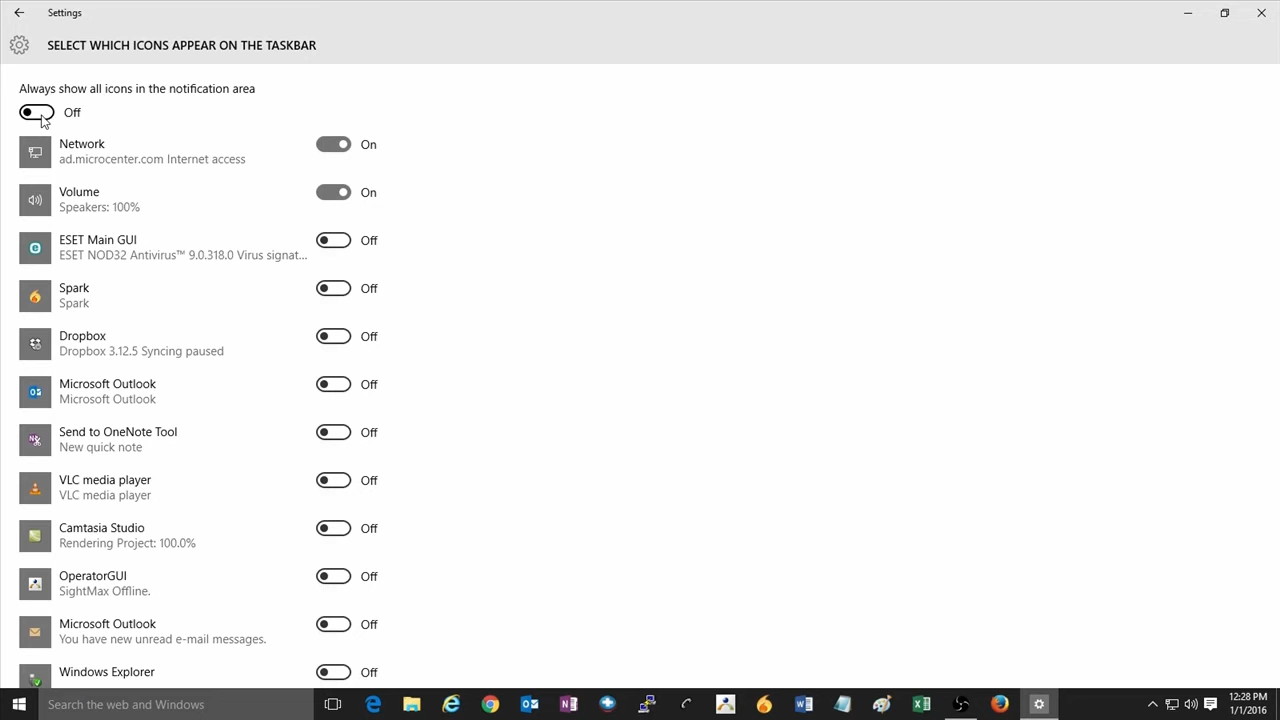 Settings
SELECT WHICH ICONS APPEAR ON THE TASKBAR
Always show all icons in the notification area
Off
Network
ad.microcenter.com Internet access
On
Volume
Speakers: 100%
On
ESET Main GUI
ESET NOD32 Antivirus™ 9.0.318.0 Virus signat...
Off
Spark
Spark
Off
Dropbox
Dropbox 3.12.5 Syncing paused
Off
Microsoft Outlook
Microsoft Outlook
Off
Send to OneNote Tool
New quick note
Off
VLC media player
VLC media player
Off
Camtasia Studio
Rendering Project: 100.0%
Off
OperatorGUI
SightMax Offline.
Off
Microsoft Outlook
You have new unread e-mail messages.
Off
Windows Explorer
Off
Search the web and Windows
12:28 PM
1/1/2016